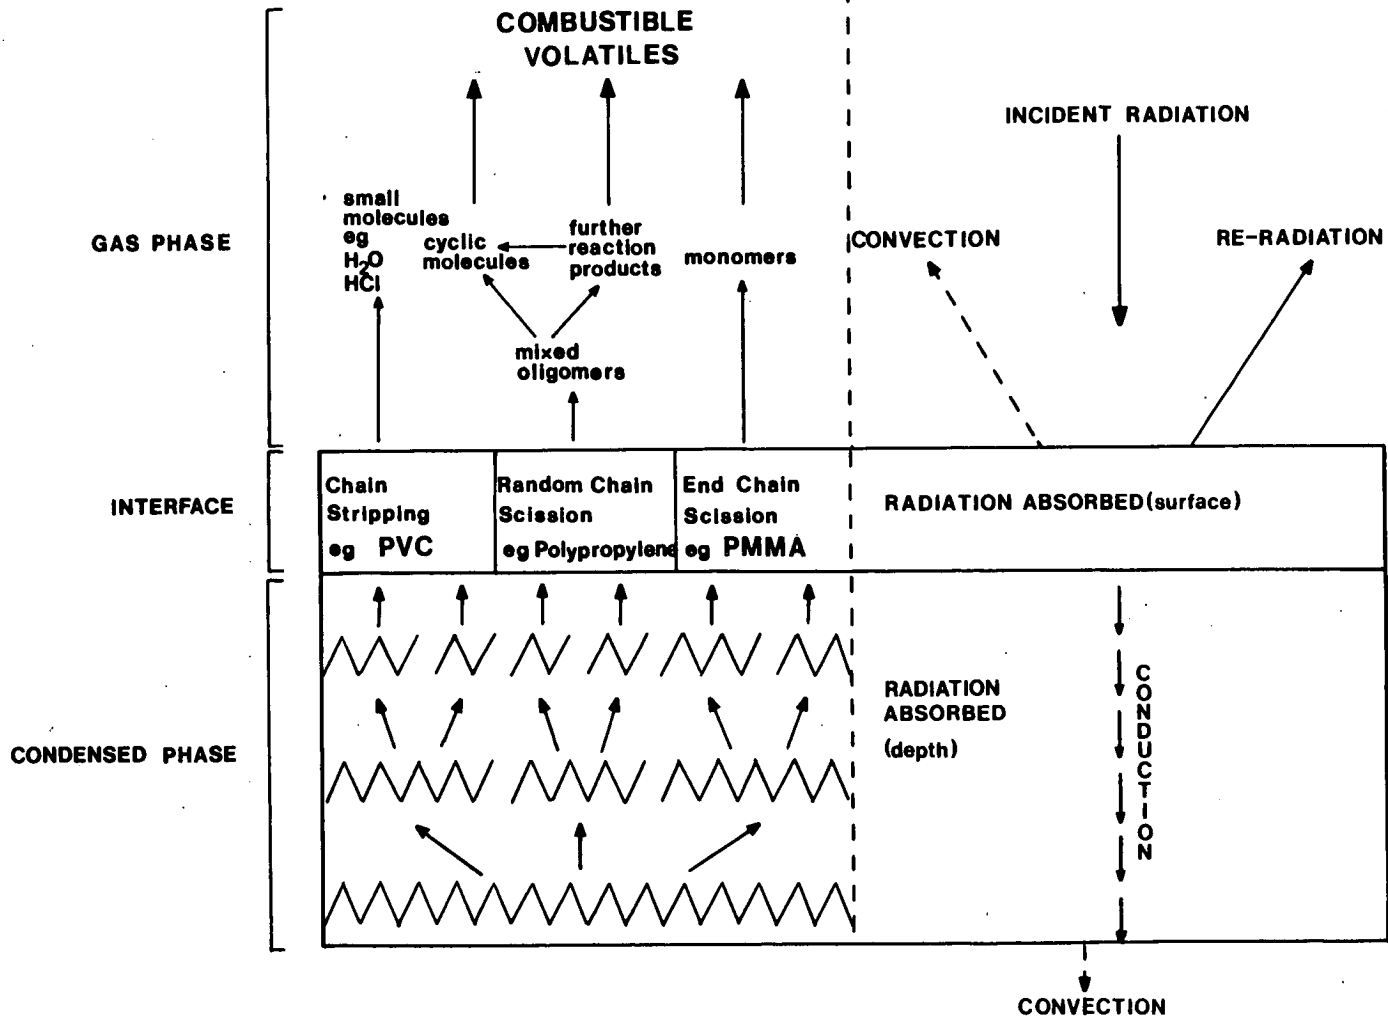 COMBUSTIBLE
VOLATILES
INCIDENT RADIATION
GAS PHASE
small
molecules
eg
H₂O
HCl
cyclic
molecules
further
reaction
products
monomers
mixed
oligomers
CONVECTION
RE-RADIATION
INTERFACE
Chain
Stripping
eg PVC
Random Chain
Scission
eg Polypropylene
End Chain
Scission
eg PMMA
RADIATION ABSORBED (surface)
CONDENSED PHASE
RADIATION
ABSORBED
(depth)
CONDUCTION
CONVECTION